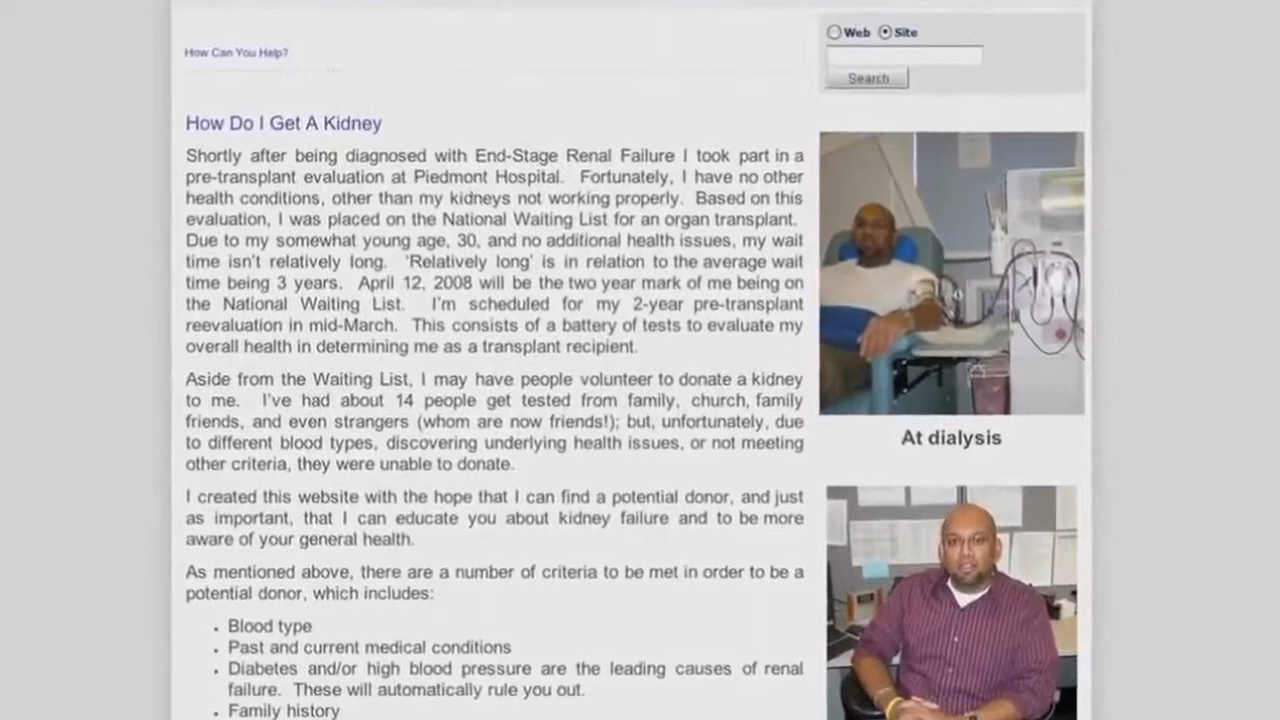 How Can You Help?
Web Site
Search
How Do I Get A Kidney
Shortly after being diagnosed with End-Stage Renal Failure I took part in a
pre-transplant evaluation at Piedmont Hospital. Fortunately, I have no other
health conditions, other than my kidneys not working properly. Based on this
evaluation, I was placed on the National Waiting List for an organ transplant.
Due to my somewhat young age, 30, and no additional health issues, my wait
time isn't relatively long. 'Relatively long' is in relation to the average wait
time being 3 years. April 12, 2008 will be the two year mark of me being on
the National Waiting List. I'm scheduled for my 2-year pre-transplant
reevaluation in mid-March. This consists of a battery of tests to evaluate my
overall health in determining me as a transplant recipient.
Aside from the Waiting List, I may have people volunteer to donate a kidney
to me. I've had about 14 people get tested from family, church, family
friends, and even strangers (whom are now friends!); but, unfortunately, due
to different blood types, discovering underlying health issues, or not meeting
other criteria, they were unable to donate.
I created this website with the hope that I can find a potential donor, and just
as important, that I can educate you about kidney failure and to be more
aware of your general health.
As mentioned above, there are a number of criteria to be met in order to be a
potential donor, which includes:
• Blood type
• Past and current medical conditions
• Diabetes and/or high blood pressure are the leading causes of renal
failure. These will automatically rule you out.
• Family history
At dialysis